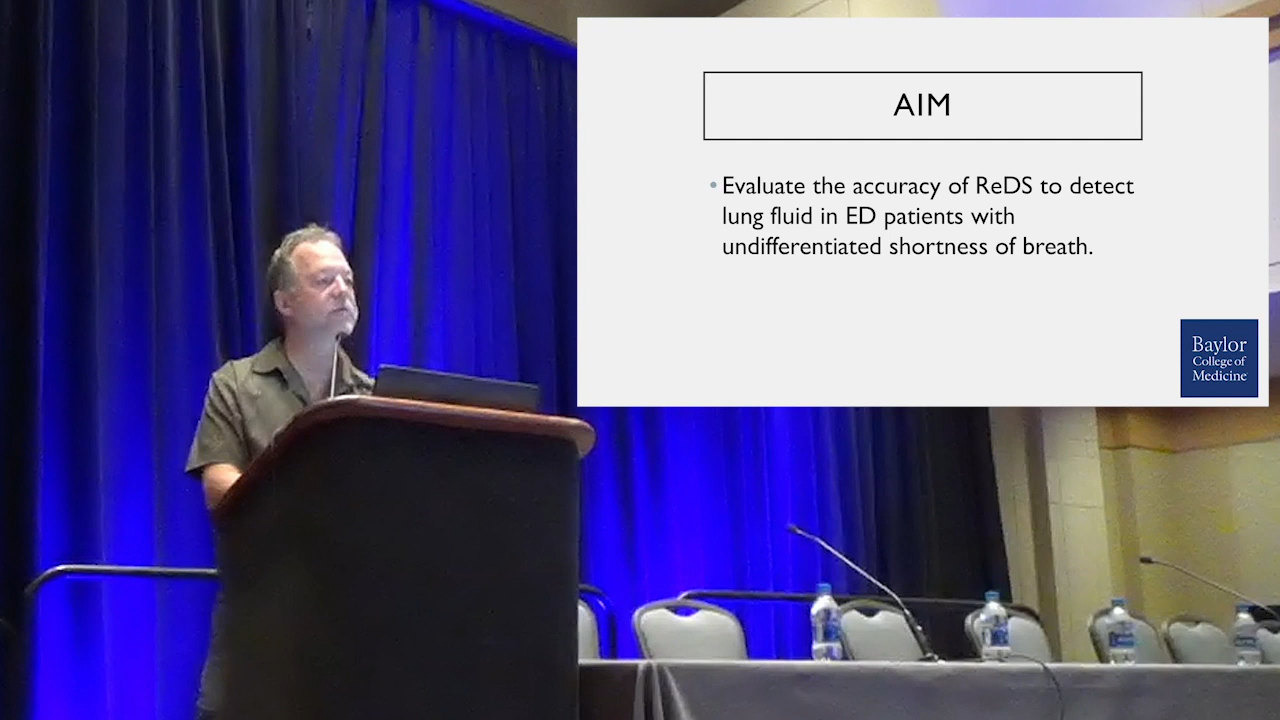 AIM
• Evaluate the accuracy of ReDS to detect
lung fluid in ED patients with
undifferentiated shortness of breath.
Baylor
College of
Medicine